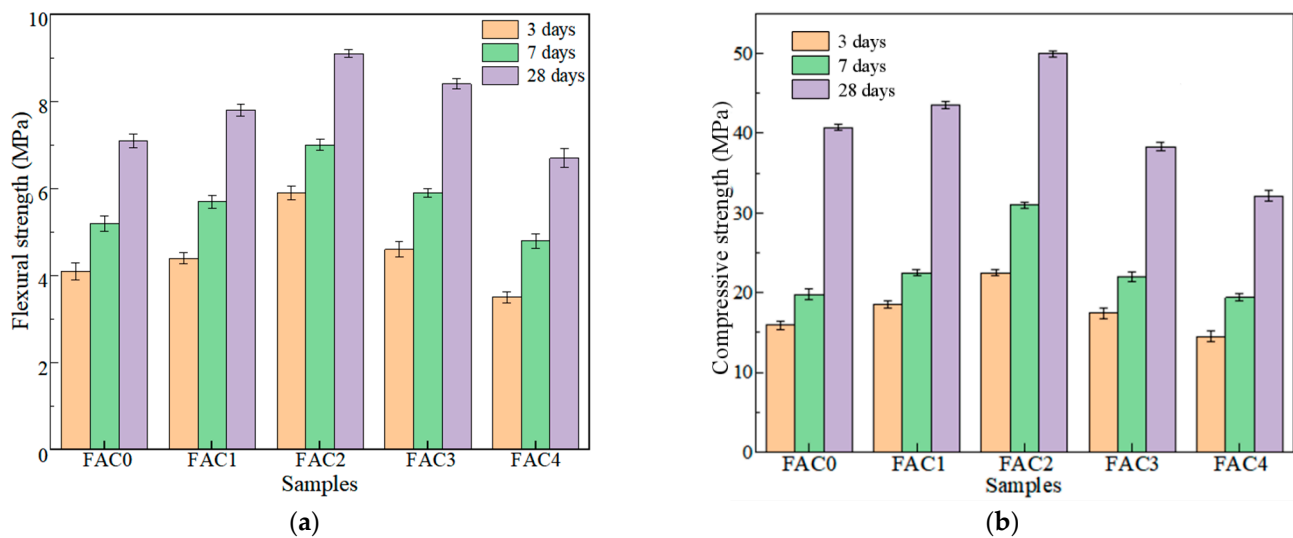 10
8
6
4
2
0
Flexural strength (MPa)
3 days
7 days
28 days
FAC0 FAC1 FAC2 FAC3 FAC4
Samples
(a)
50
40
30
20
10
0
Compressive strength (MPa)
3 days
7 days
28 days
FAC0 FAC1 FAC2 FAC3 FAC4
Samples
(b)